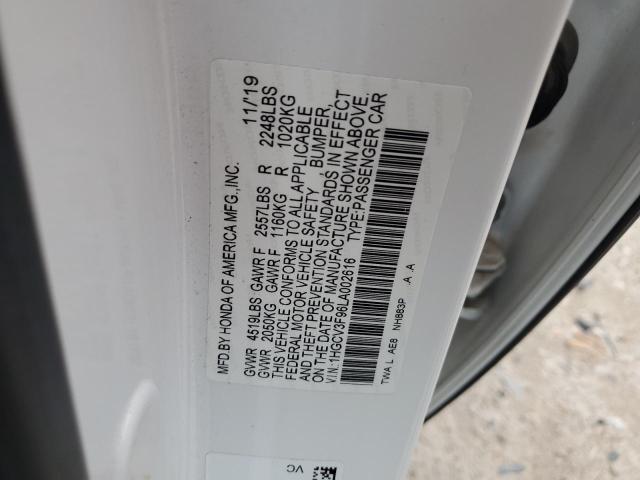 MFD.BY HONDA OF AMERICA MFG.,INC. 11/19
GVWR 4519LBS GAWR F 2557LBS R 2248LBS
GVWR 2050KG GAWR F 1160KG R 1020KG
THIS VEHICLE CONFORMS TO ALL APPLICABLE
FEDERAL MOTOR VEHICLE SAFETY, BUMPER,
AND THEFT PREVENTION STANDARDS IN EFFECT
ON THE DATE OF MANUFACTURE SHOWN ABOVE.
V.I.N.:1HGCV3F96LA002616 TYPE:PASSENGER CAR
TWA L AE8 NH883P .A .A
VC